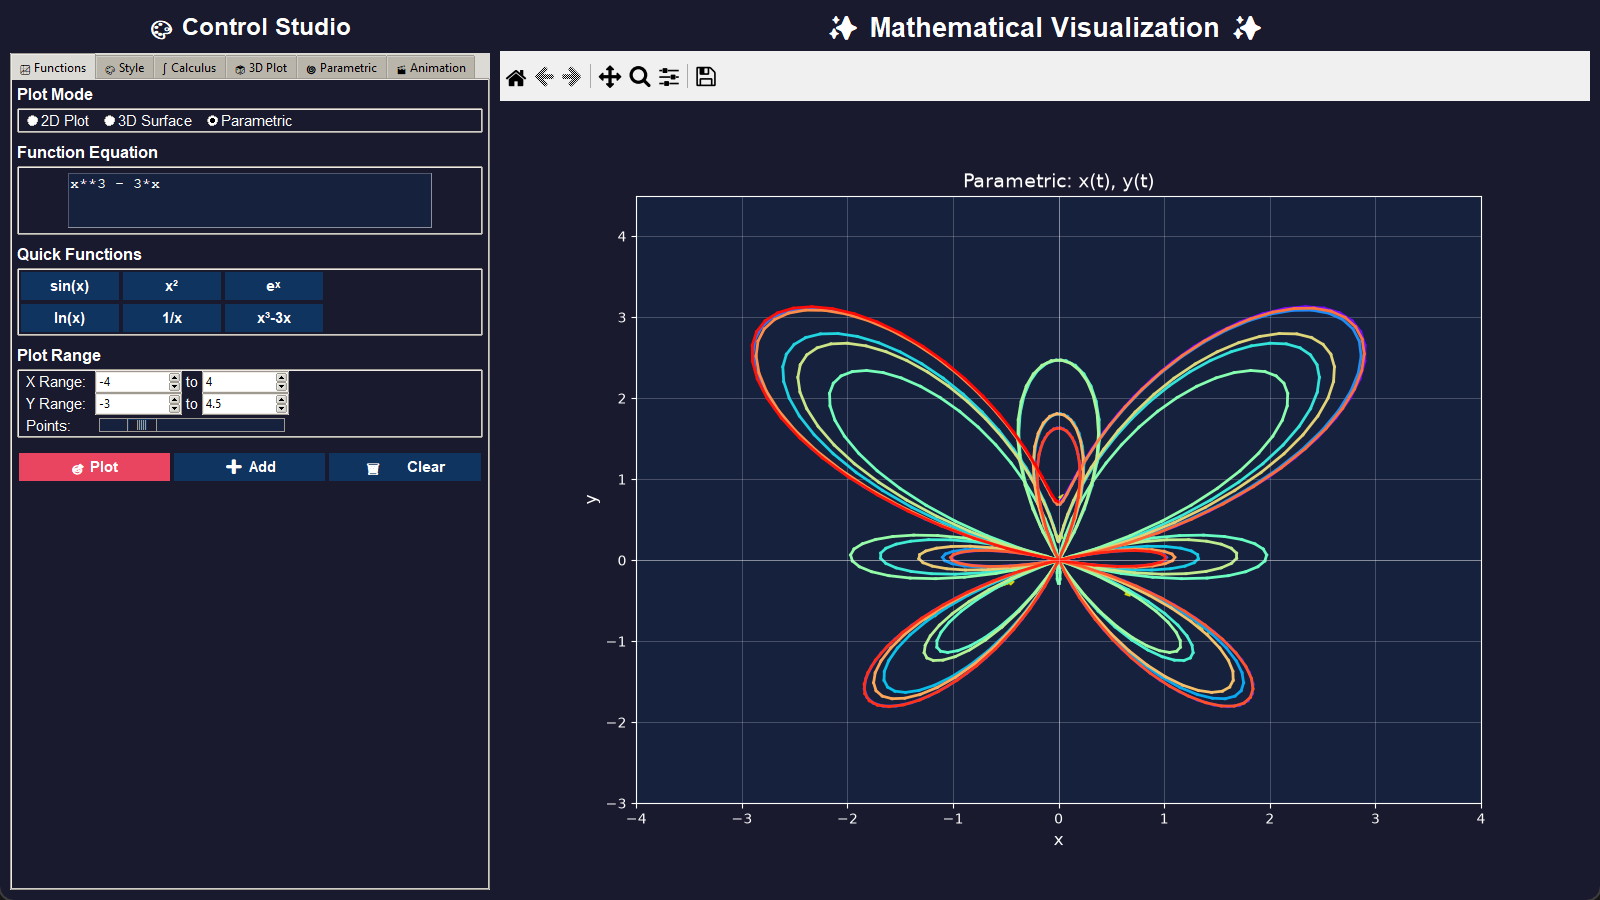 Control Studio
Mathematical Visualization
Functions Style ∫ Calculus 3D Plot Parametric Animation
Plot Mode
2D Plot 3D Surface Parametric
Function Equation
x**3 - 3*x
Quick Functions
sin(x) x² eˣ
ln(x) 1/x x³-3x
Plot Range
X Range: -4 to 4
Y Range: -3 to 4.5
Points:
Plot Add Clear
Parametric: x(t), y(t)
4
3
2
1
0
−1
−2
−3
y
−4 −3 −2 −1 0 1 2 3 4
x